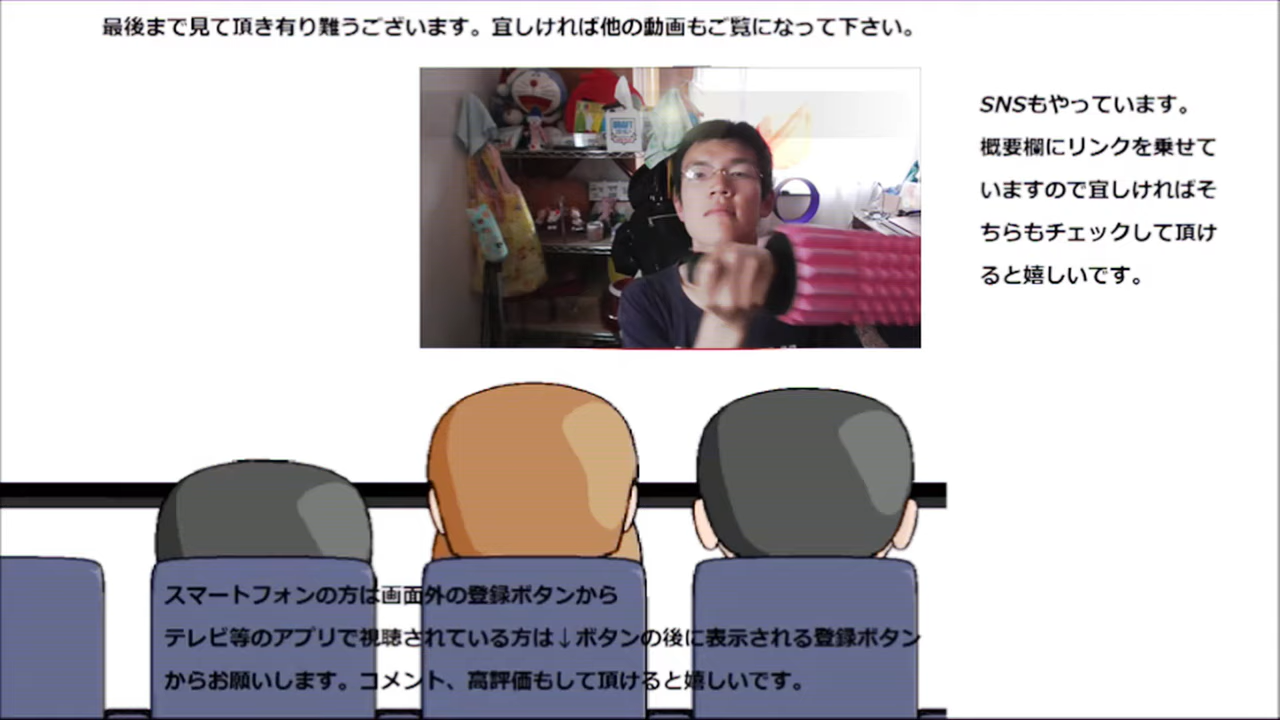 最後まで見て頂き有り難うございます。宜しければ他の動画もご覧になって下さい。
SNSもやっています。
概要欄にリンクを乗せて
いますので宜しければそ
ちらもチェックして頂け
ると嬉しいです。
スマートフォンの方は画面外の登録ボタンから
テレビ等のアプリで視聴されている方は↓ボタンの後に表示される登録ボタン
からお願いします。コメント、高評価もして頂けると嬉しいです。